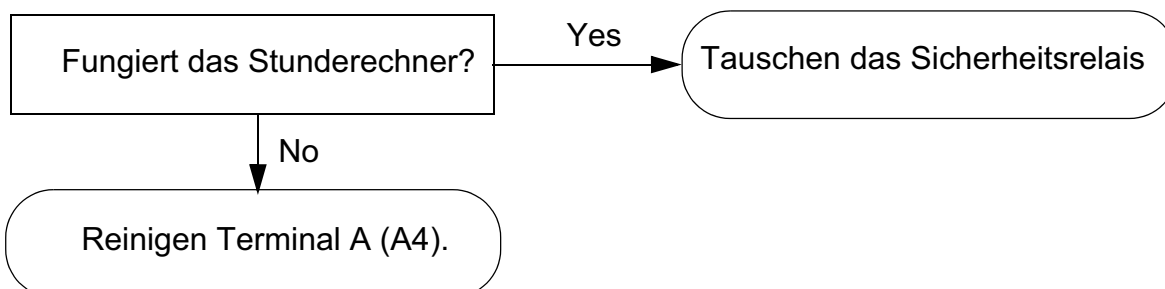 Fungiert das Stunderechner?
Yes
Tauschen das Sicherheitsrelais
No
Reinigen Terminal A (A4).